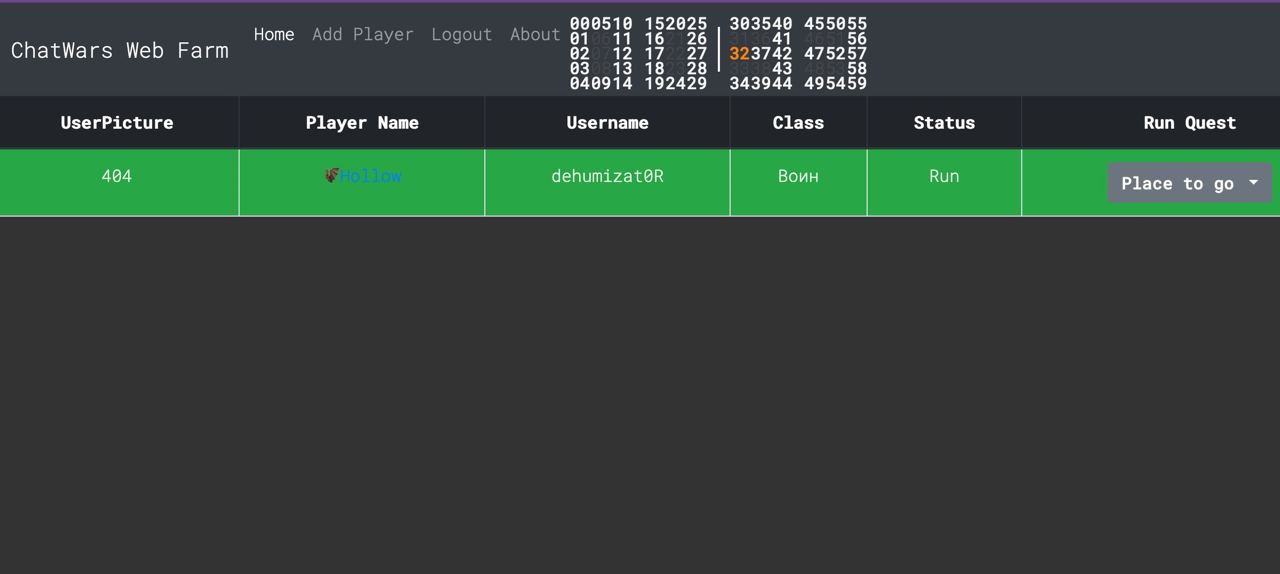 ChatWars Web Farm
Home Add Player Logout About
000510 152025 303540 455055
01 11 16 26 41 56
02 12 17 27 | 323742 475257
03 13 18 28 43 58
040914 192429 343944 495459
UserPicture Player Name Username Class Status Run Quest
404 Hollow dehumizat0R Воин Run Place to go